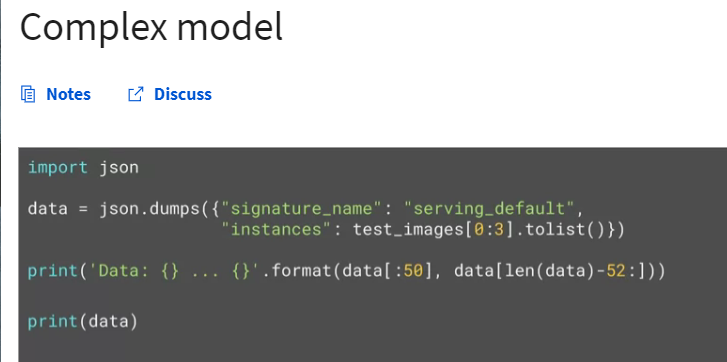 Complex model
Notes Discuss
import json
data = json.dumps({"signature_name": "serving_default",
"instances": test_images[0:3].tolist()})
print('Data: {} ... {}'.format(data[:50], data[len(data)-52:]))
print(data)